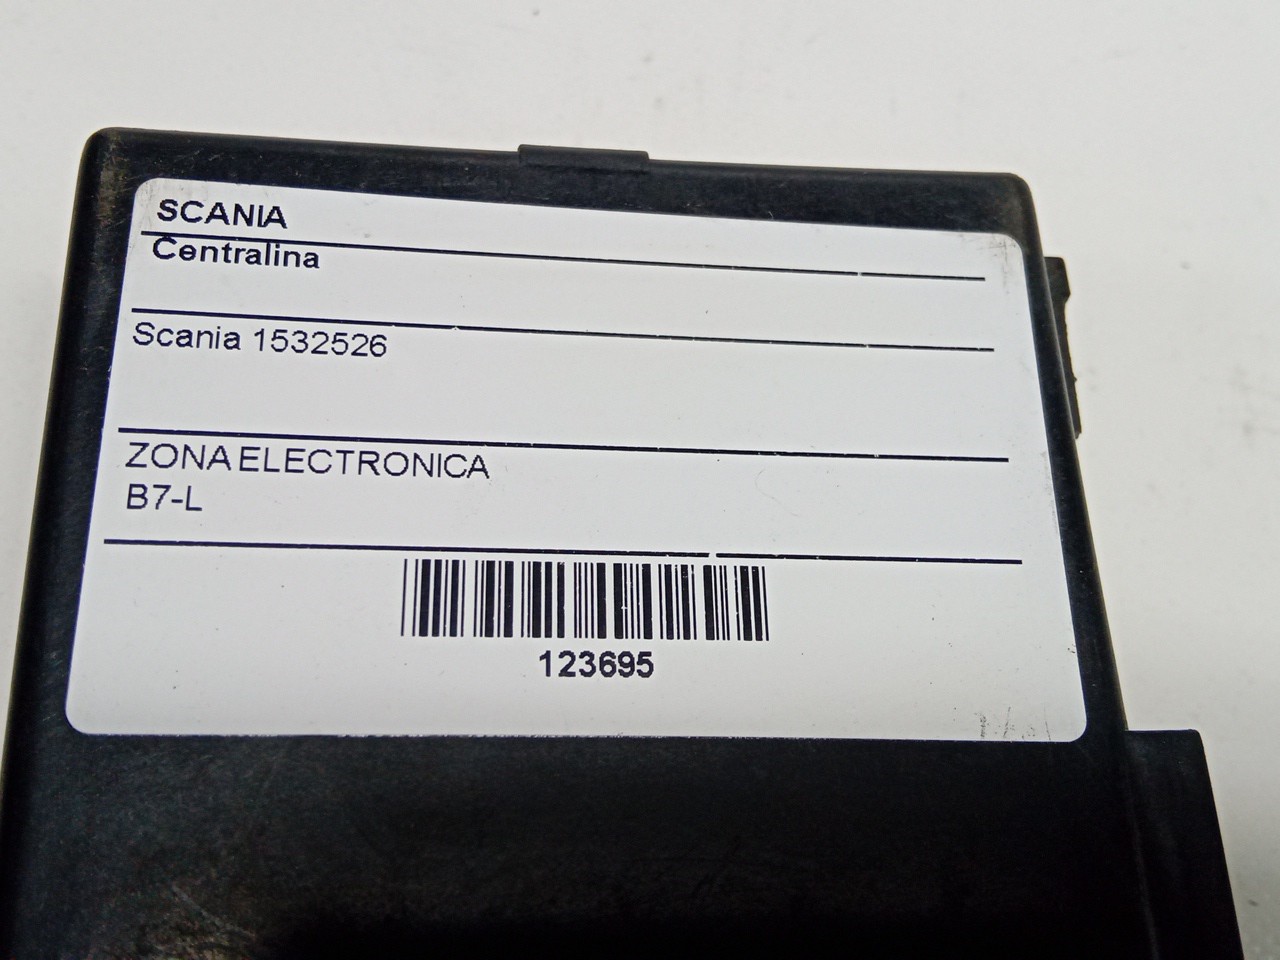 SCANIA
Centralina
Scania 1532526
ZONA ELECTRONICA
B7-L
123695